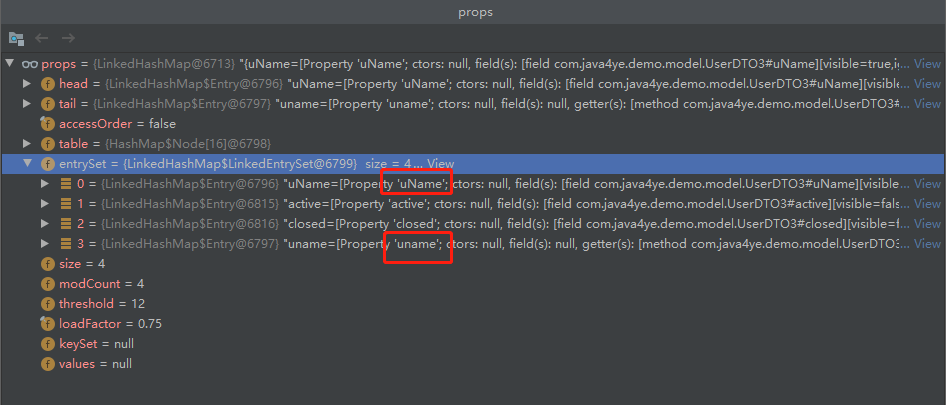 props
props = {LinkedHashMap@6713} "{uName=[Property 'uName'; ctors: null, field(s): [field com.java4ye.demo.model.UserDTO3#uName][visible=true,i... View
head = {LinkedHashMap$Entry@6796} "uName=[Property 'uName'; ctors: null, field(s): [field com.java4ye.demo.model.UserDTO3#uName][visible... View
tail = {LinkedHashMap$Entry@6797} "uname=[Property 'uname'; ctors: null, field(s): null, getter(s): [method com.java4ye.demo.model.UserDTO3#... View
accessOrder = false
table = {HashMap$Node[16]@6798}
entrySet = {LinkedHashMap$LinkedEntrySet@6799} size = 4... View
0 = {LinkedHashMap$Entry@6796} "uName=[Property 'uName'; ctors: null, field(s): [field com.java4ye.demo.model.UserDTO3#uName][visible... View
1 = {LinkedHashMap$Entry@6815} "active=[Property 'active'; ctors: null, field(s): [field com.java4ye.demo.model.UserDTO3#active][visible=fals... View
2 = {LinkedHashMap$Entry@6816} "closed=[Property 'closed'; ctors: null, field(s): [field com.java4ye.demo.model.UserDTO3#closed][visible=f... View
3 = {LinkedHashMap$Entry@6797} "uname=[Property 'uname'; ctors: null, field(s): null, getter(s): [method com.java4ye.demo.model.UserDTO3... View
size = 4
modCount = 4
threshold = 12
loadFactor = 0.75
keySet = null
values = null